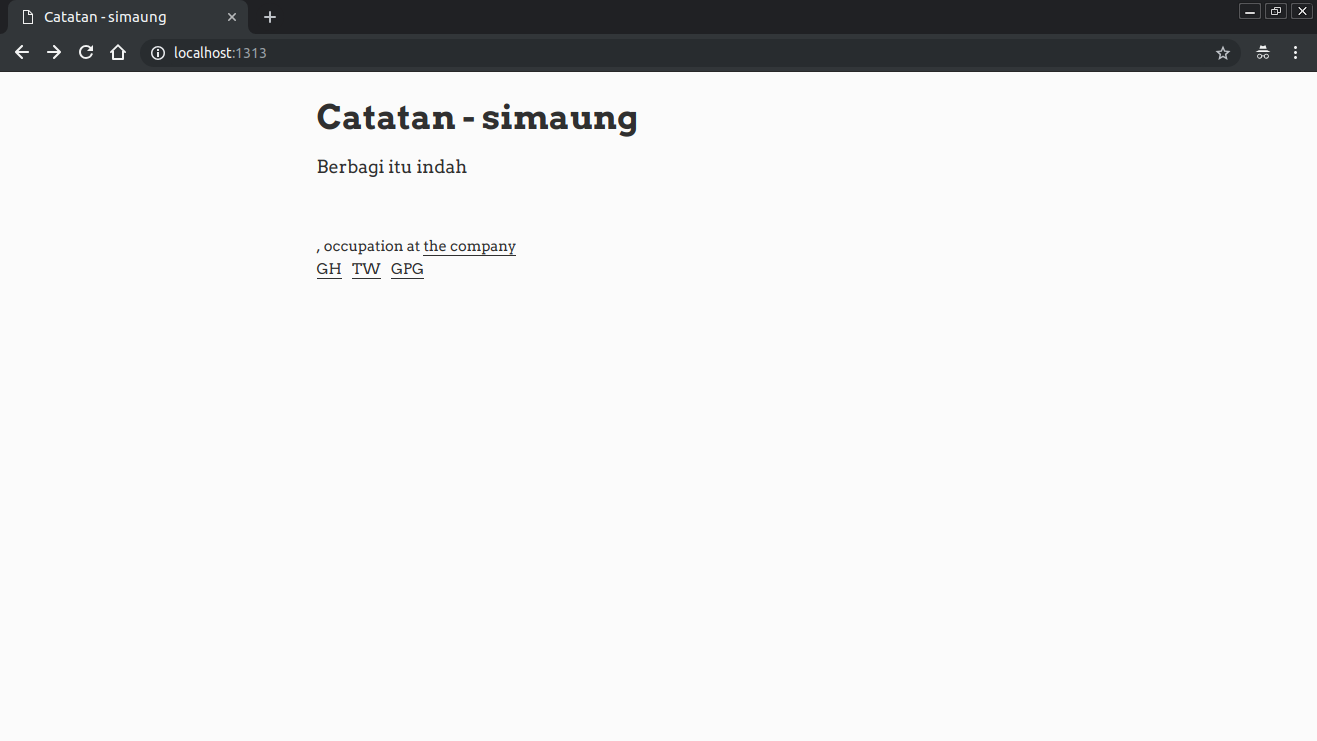 Catatan - simaung
localhost:1313
Catatan - simaung
Berbagi itu indah
, occupation at the company
GH TW GPG